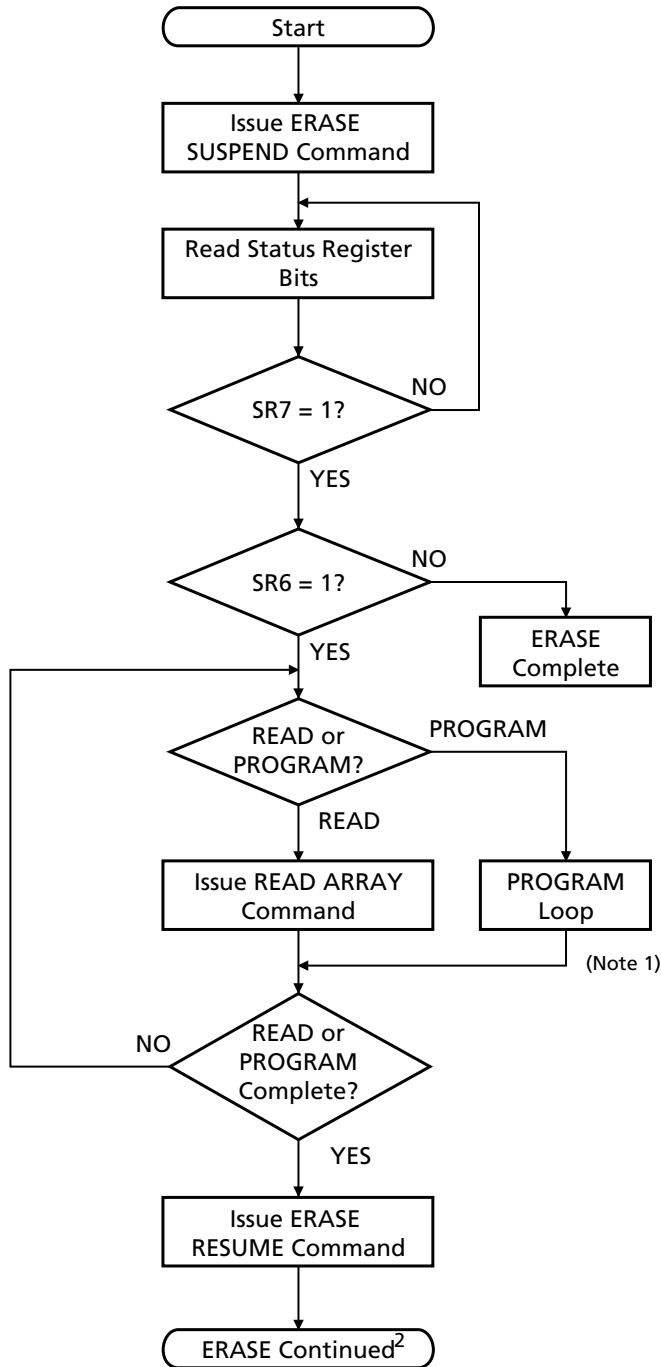 Start
Issue ERASE
SUSPEND Command
Read Status Register
Bits
NO
SR7 = 1?
YES
NO
SR6 = 1?
YES
ERASE
Complete
READ or
PROGRAM?
PROGRAM
READ
Issue READ ARRAY
Command
PROGRAM
Loop
(Note 1)
NO
READ or
PROGRAM
Complete?
YES
Issue ERASE
RESUME Command
ERASE Continued²